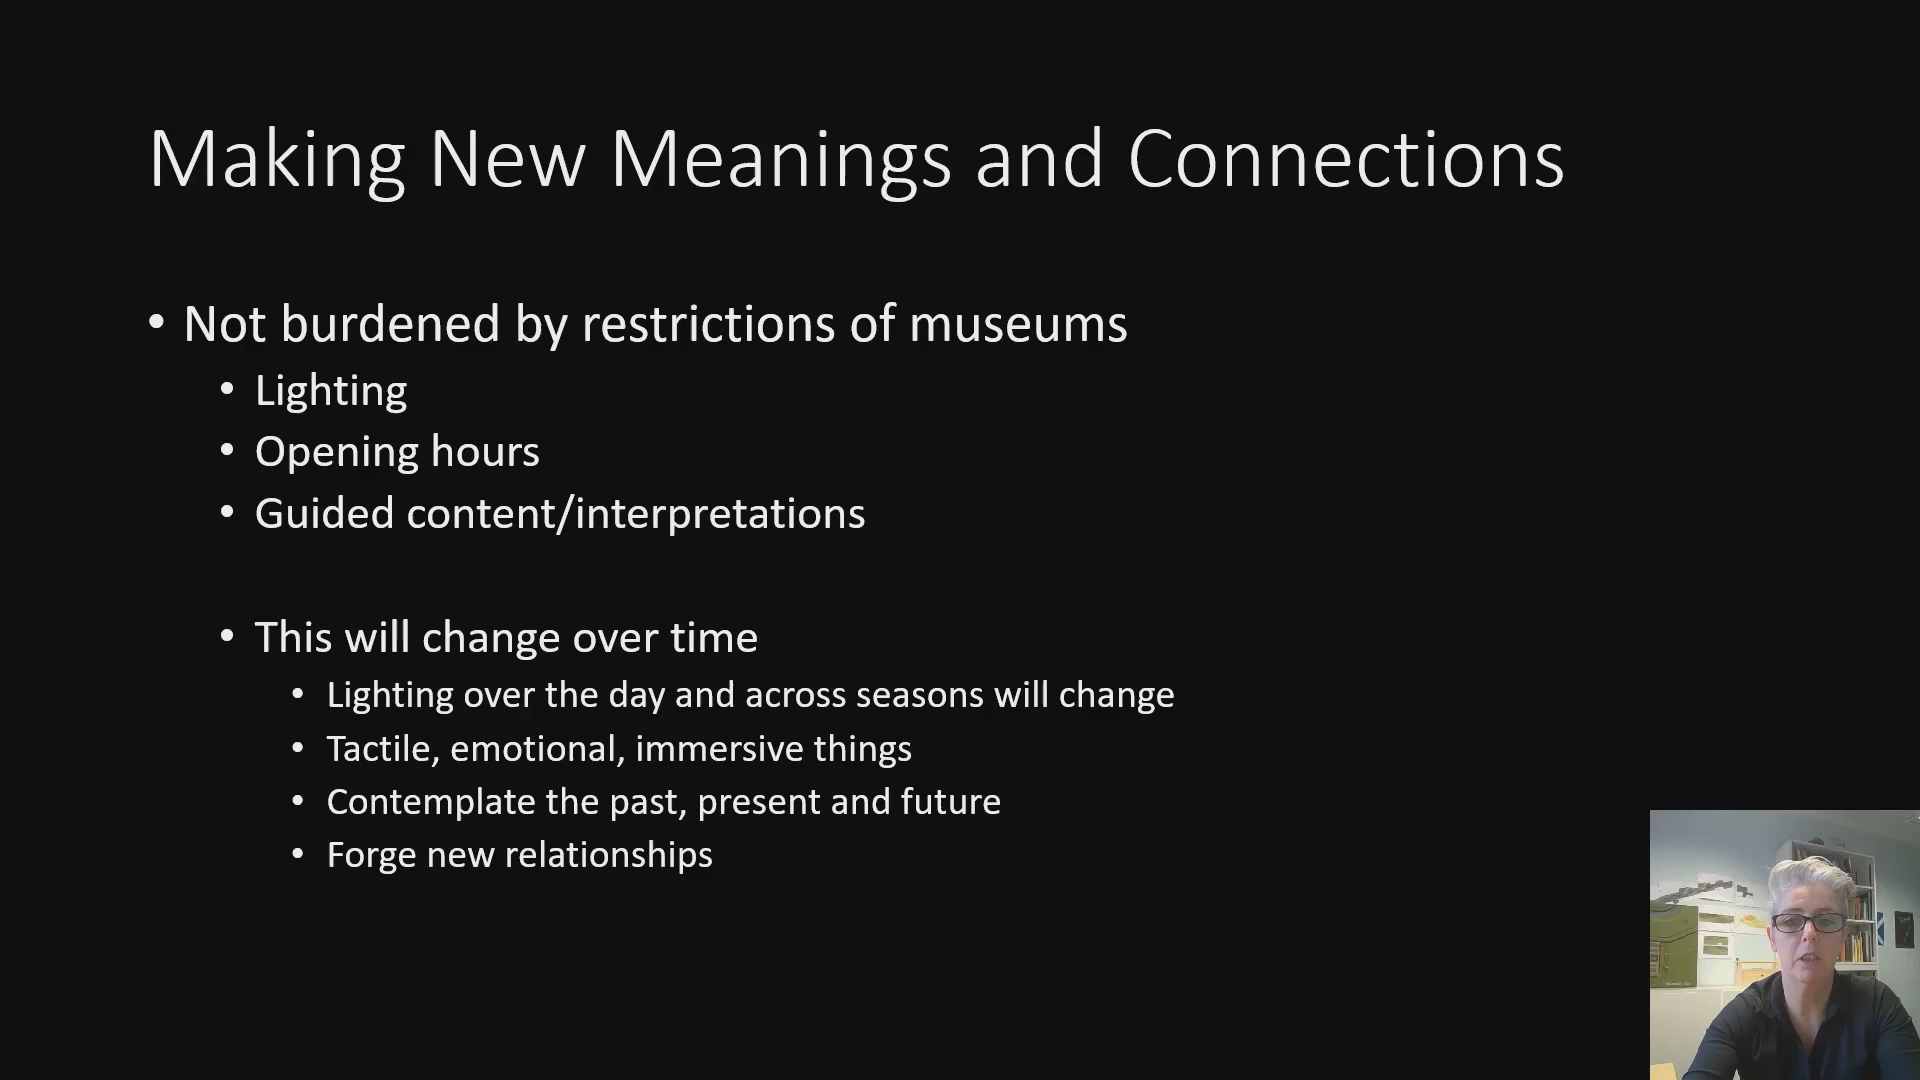 Making New Meanings and Connections
• Not burdened by restrictions of museums
• Lighting
• Opening hours
• Guided content/interpretations
• This will change over time
• Lighting over the day and across seasons will change
• Tactile, emotional, immersive things
• Contemplate the past, present and future
• Forge new relationships